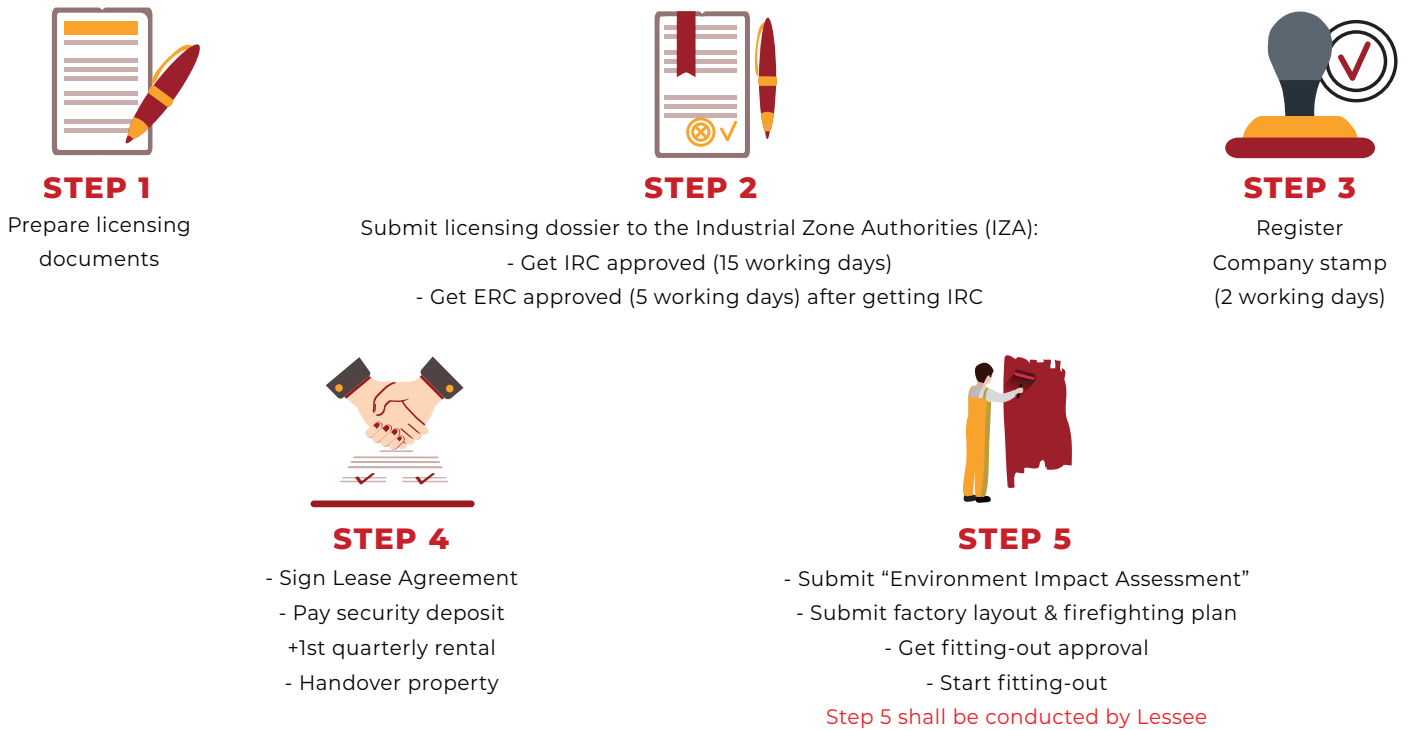 STEP 1
Prepare licensing
documents
STEP 2
Submit licensing dossier to the Industrial Zone Authorities (IZA):
- Get IRC approved (15 working days)
- Get ERC approved (5 working days) after getting IRC
STEP 3
Register
Company stamp
(2 working days)
STEP 4
- Sign Lease Agreement
- Pay security deposit
+1st quarterly rental
- Handover property
STEP 5
- Submit “Environment Impact Assessment”
- Submit factory layout & firefighting plan
- Get fitting-out approval
- Start fitting-out
Step 5 shall be conducted by Lessee